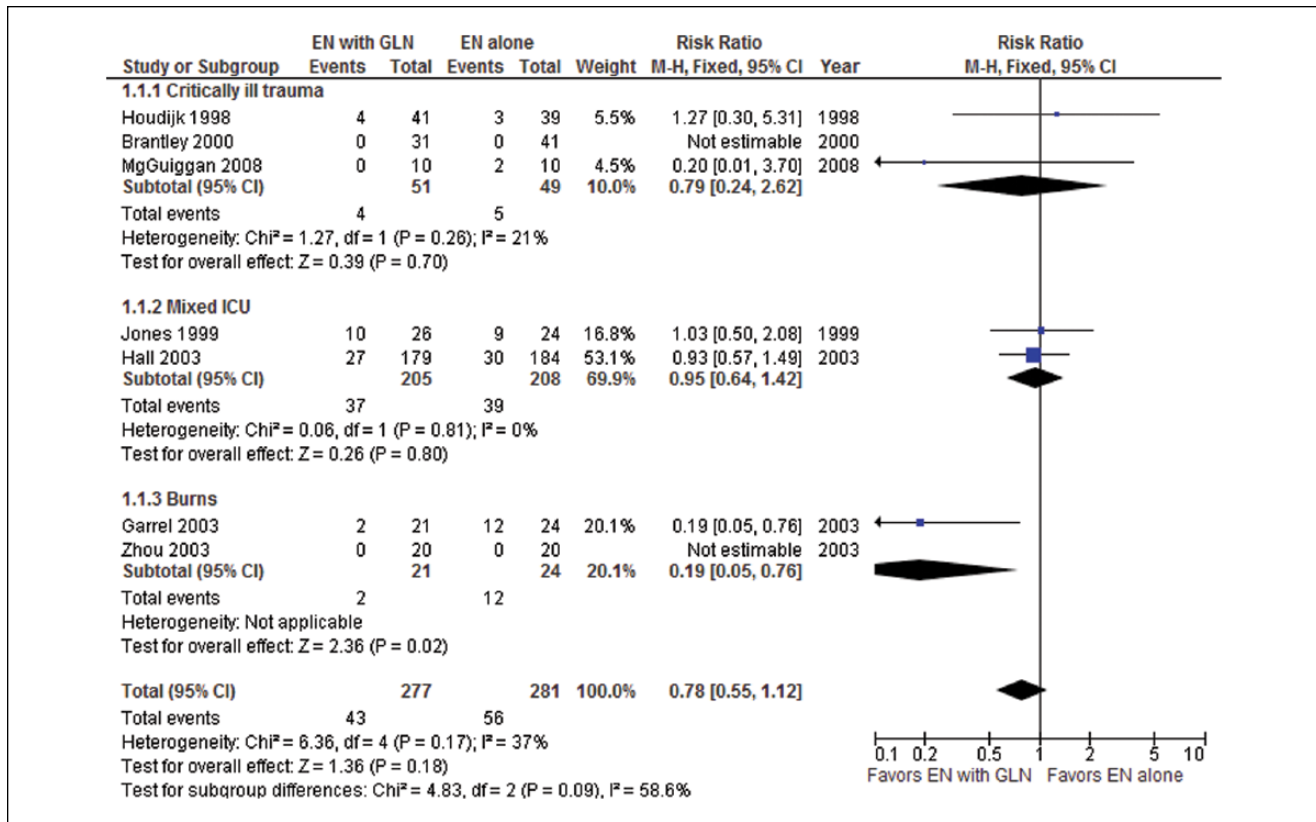 EN with GLN EN alone Risk Ratio Risk Ratio
Study or Subgroup Events Total Events Total Weight M-H, Fixed, 95% CI Year M-H, Fixed, 95% CI
1.1.1 Critically ill trauma
Houdijk 1998 4 41 3 39 5.5% 1.27 [0.30, 5.31] 1998
Brantley 2000 0 31 0 41 Not estimable 2000
MgGuiggan 2008 0 10 2 10 4.5% 0.20 [0.01, 3.70] 2008
Subtotal (95% CI) 51 49 10.0% 0.79 [0.24, 2.62]
Total events 4 5
Heterogeneity: Chi² = 1.27, df = 1 (P = 0.26); I² = 21%
Test for overall effect: Z = 0.39 (P = 0.70)
1.1.2 Mixed ICU
Jones 1999 10 26 9 24 16.8% 1.03 [0.50, 2.08] 1999
Hall 2003 27 179 30 184 53.1% 0.93 [0.57, 1.49] 2003
Subtotal (95% CI) 205 208 69.9% 0.95 [0.64, 1.42]
Total events 37 39
Heterogeneity: Chi² = 0.06, df = 1 (P = 0.81); I² = 0%
Test for overall effect: Z = 0.26 (P = 0.80)
1.1.3 Burns
Garrel 2003 2 21 12 24 20.1% 0.19 [0.05, 0.76] 2003
Zhou 2003 0 20 0 20 Not estimable 2003
Subtotal (95% CI) 21 24 20.1% 0.19 [0.05, 0.76]
Total events 2 12
Heterogeneity: Not applicable
Test for overall effect: Z = 2.36 (P = 0.02)
Total (95% CI) 277 281 100.0% 0.78 [0.55, 1.12]
Total events 43 56
Heterogeneity: Chi² = 6.36, df = 4 (P = 0.17); I² = 37%
Test for overall effect: Z = 1.36 (P = 0.18)
Test for subgroup differences: Chi² = 4.83, df = 2 (P = 0.09), I² = 58.6%
0.1 0.2 0.5 1 2 5 10
Favors EN with GLN Favors EN alone